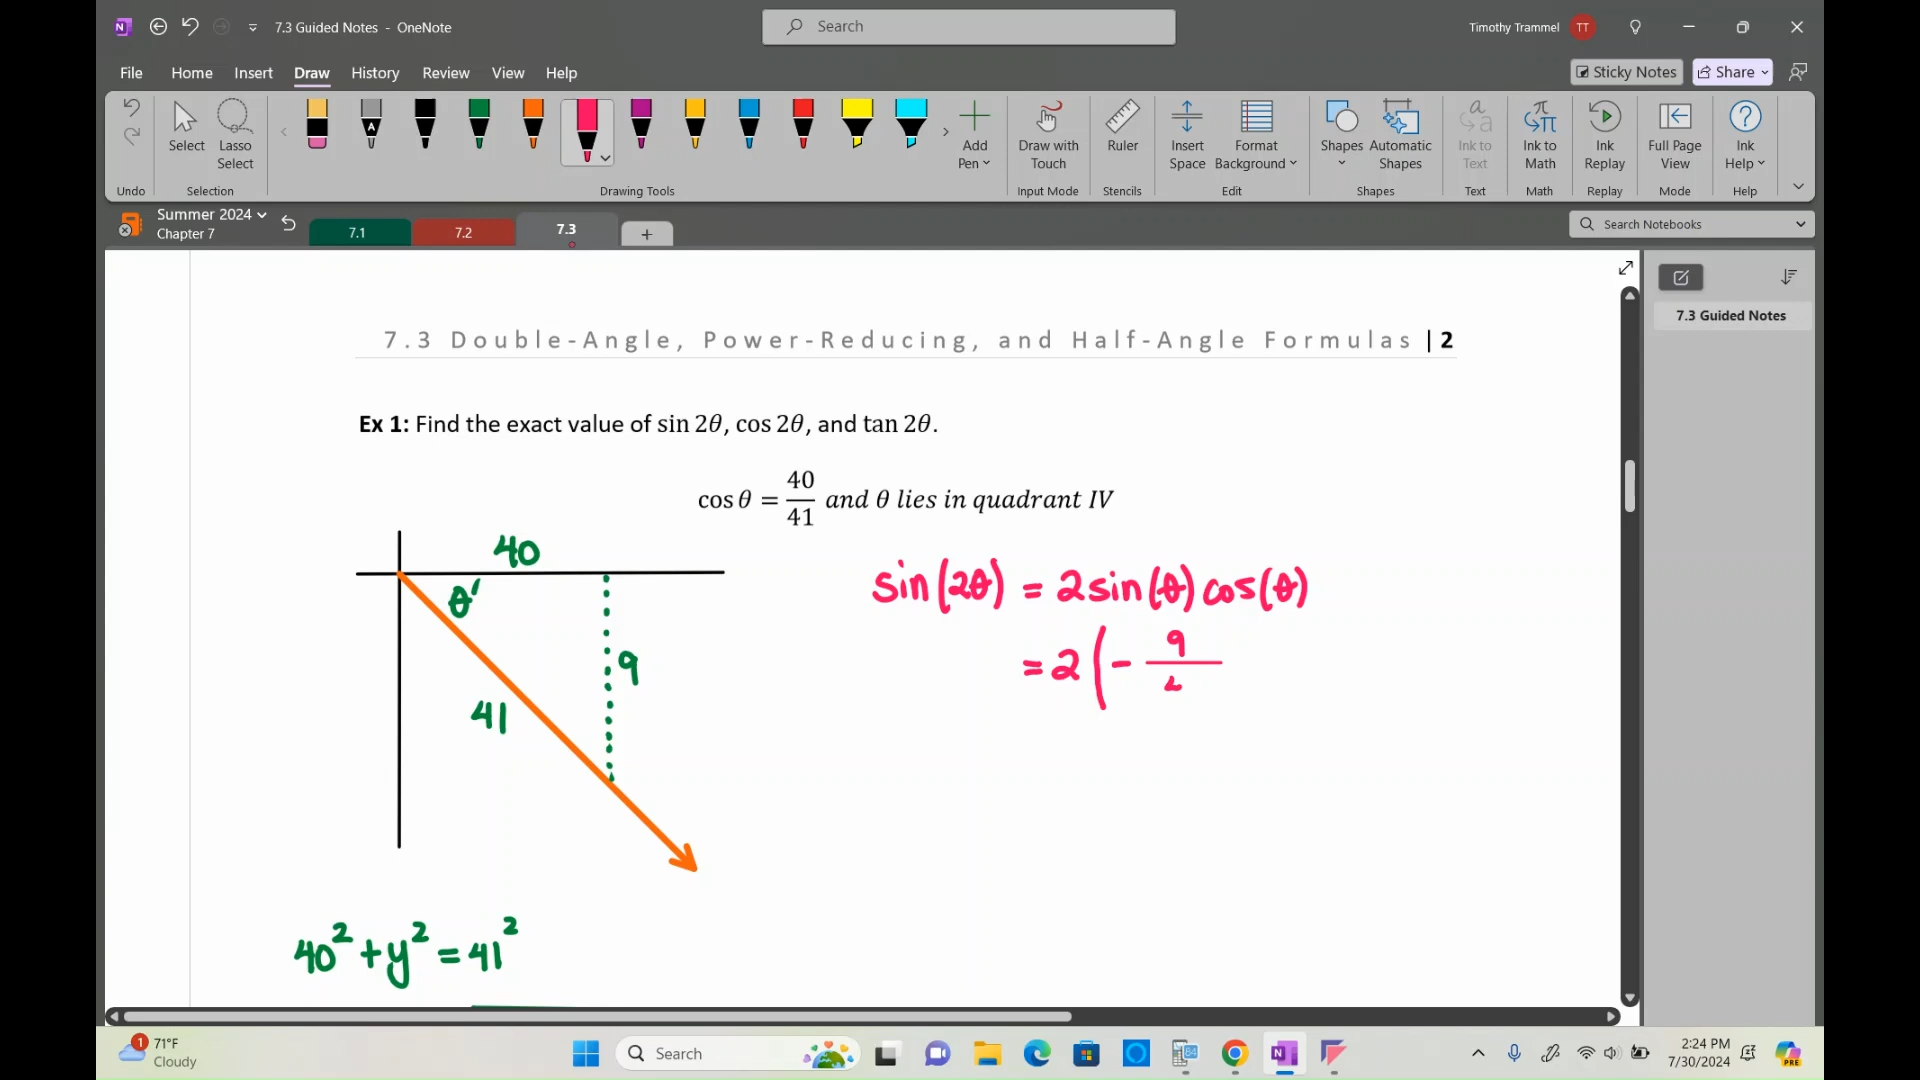 7.3 Guided Notes - OneNote
Search
Timothy Trammel TT
File Home Insert Draw History Review View Help
Sticky Notes Share
Select
Lasso Select
A
Add Pen
Draw with Touch
Ruler
Insert Space
Format Background
Shapes
Automatic Shapes
Ink to Text
Ink to Math
Ink Replay
Full Page View
Ink Help
Undo Selection Drawing Tools Input Mode Stencils Edit Shapes Text Math Replay Mode Help
Summer 2024
Chapter 7
7.1 7.2 7.3 +
Search Notebooks
7.3 Guided Notes
7.3 Double-Angle, Power-Reducing, and Half-Angle Formulas | 2
Ex 1: Find the exact value of sin 2θ, cos 2θ, and tan 2θ.
cos θ = 40/41 and θ lies in quadrant IV
40
θ'
9
41
sin(2θ) = 2sin(θ)cos(θ)
= 2(- 9/
40² + y² = 41²
1
71°F
Cloudy
Search
84
2:24 PM
7/30/2024
PRE